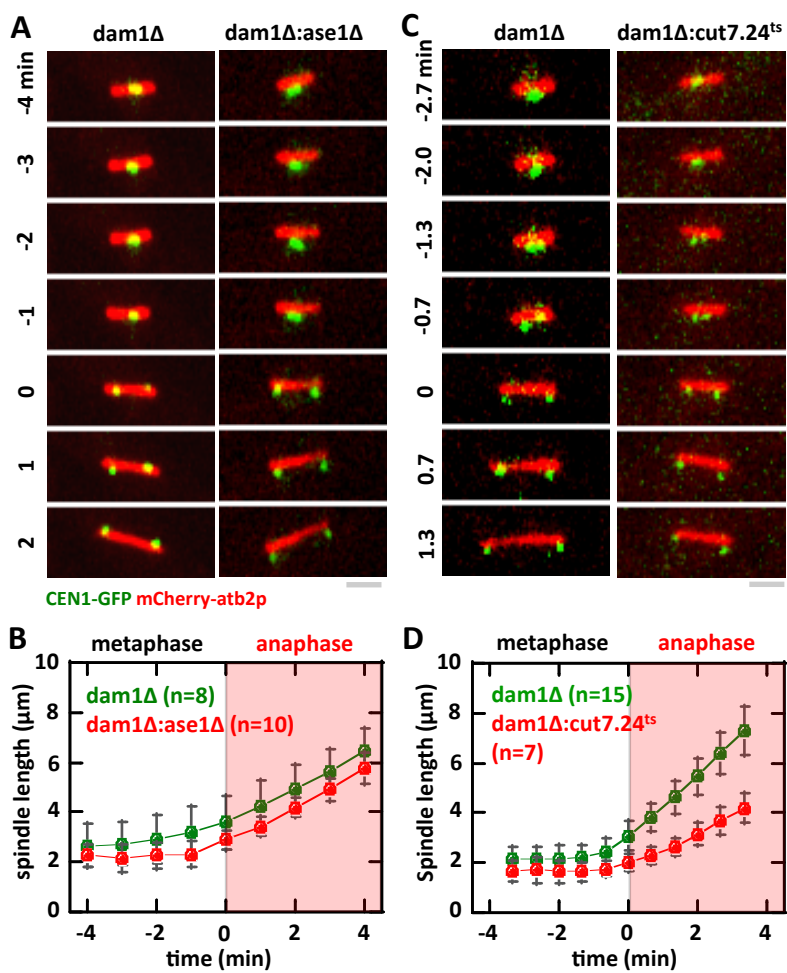 A
dam1Δ
dam1Δ:ase1Δ
-4 min
-3
-2
-1
0
1
2
CEN1-GFP mCherry-atb2p
C
dam1Δ
dam1Δ:cut7.24ts
-2.7 min
-2.0
-1.3
-0.7
0
0.7
1.3
B
metaphase
anaphase
dam1Δ (n=8)
dam1Δ:ase1Δ (n=10)
spindle length (μm)
10
8
6
4
2
0
-4
-2
0
2
4
time (min)
D
metaphase
anaphase
dam1Δ (n=15)
dam1Δ:cut7.24ts
(n=7)
Spindle length (μm)
10
8
6
4
2
0
-4
-2
0
2
4
time (min)